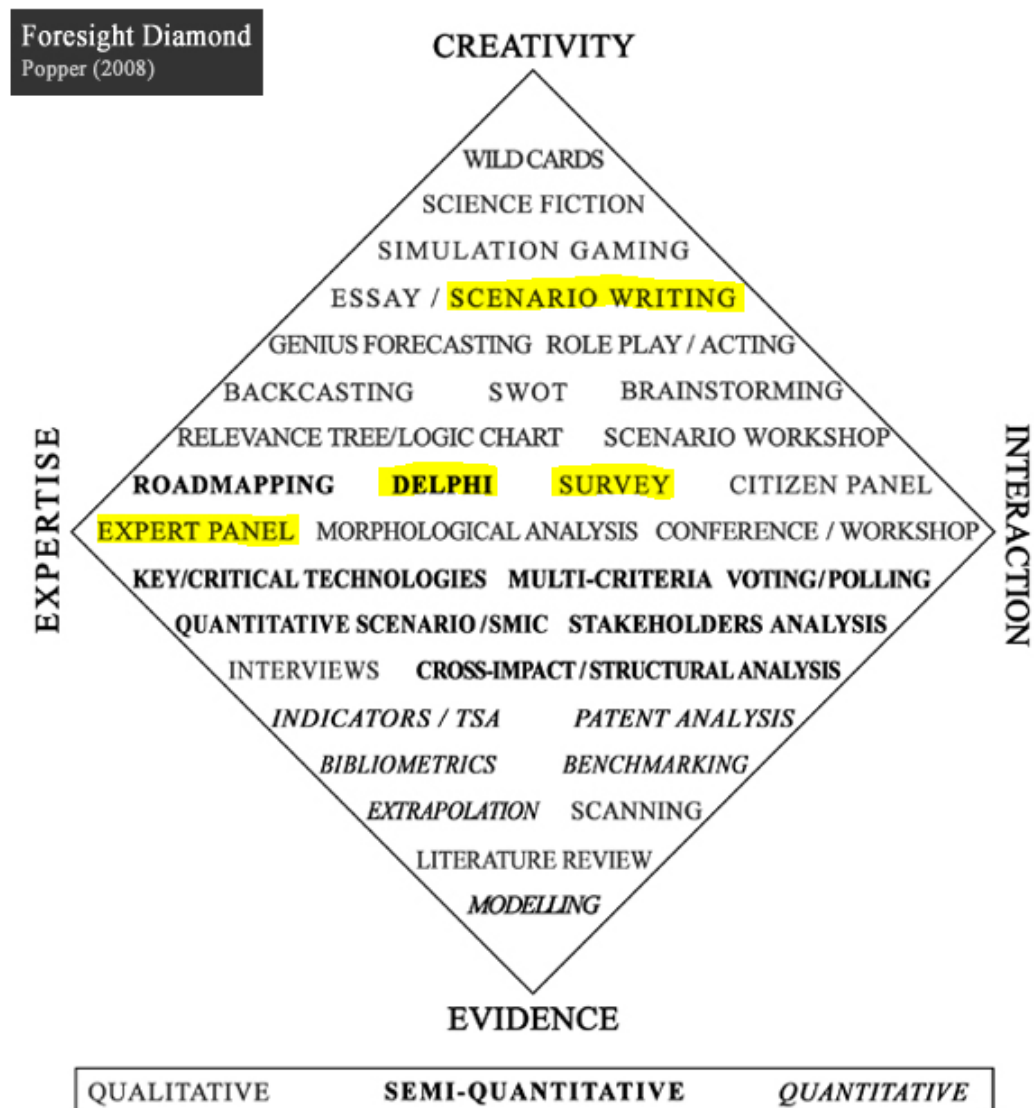 Foresight Diamond
Popper (2008)
CREATIVITY
WILD CARDS
SCIENCE FICTION
SIMULATION GAMING
ESSAY / SCENARIO WRITING
GENIUS FORECASTING ROLE PLAY / ACTING
BACKCASTING SWOT BRAINSTORMING
RELEVANCE TREE/LOGIC CHART SCENARIO WORKSHOP
ROADMAPPING DELPHI SURVEY CITIZEN PANEL
EXPERT PANEL MORPHOLOGICAL ANALYSIS CONFERENCE / WORKSHOP
KEY/CRITICAL TECHNOLOGIES MULTI-CRITERIA VOTING/POLLING
QUANTITATIVE SCENARIO/SMIC STAKEHOLDERS ANALYSIS
INTERVIEWS CROSS-IMPACT / STRUCTURAL ANALYSIS
INDICATORS / TSA PATENT ANALYSIS
BIBLIOMETRICS BENCHMARKING
EXTRAPOLATION SCANNING
LITERATURE REVIEW
MODELLING
EXPERTISE
INTERACTION
EVIDENCE
QUALITATIVE SEMI-QUANTITATIVE QUANTITATIVE